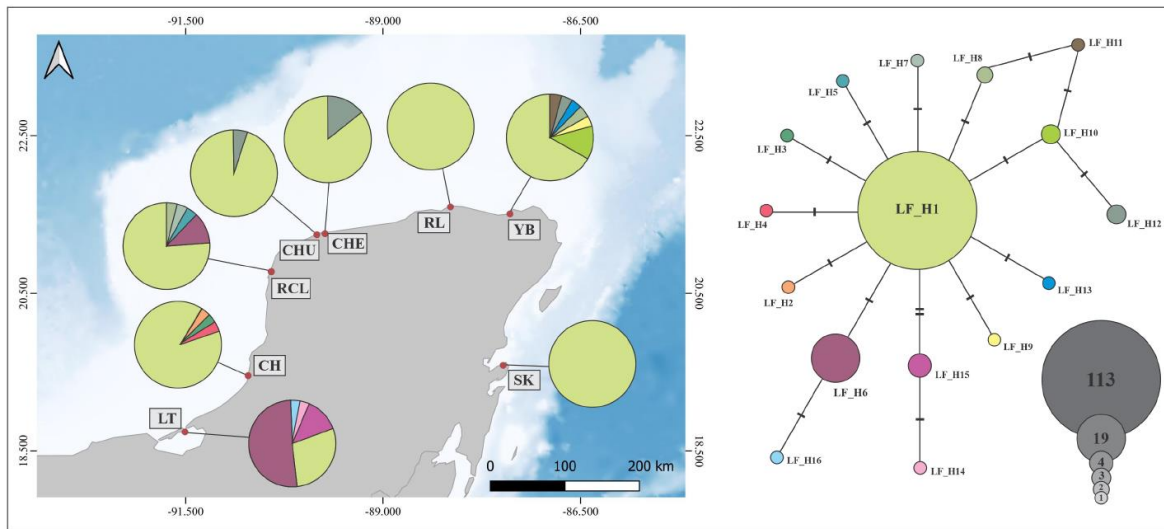 -91.500 -89.000 -86.500
22.500
20.500
18.500
22.500
20.500
18.500
RL
YB
CHU
CHE
RCL
CH
SK
LT
0 100 200 km
-91.500 -89.000 -86.500
LF_H11
LF_H7
LF_H8
LF_H5
LF_H10
LF_H3
LF_H1
LF_H4
LF_H12
LF_H2
LF_H13
LF_H9
LF_H6
LF_H15
LF_H16
LF_H14
113
19
4
3
2
1